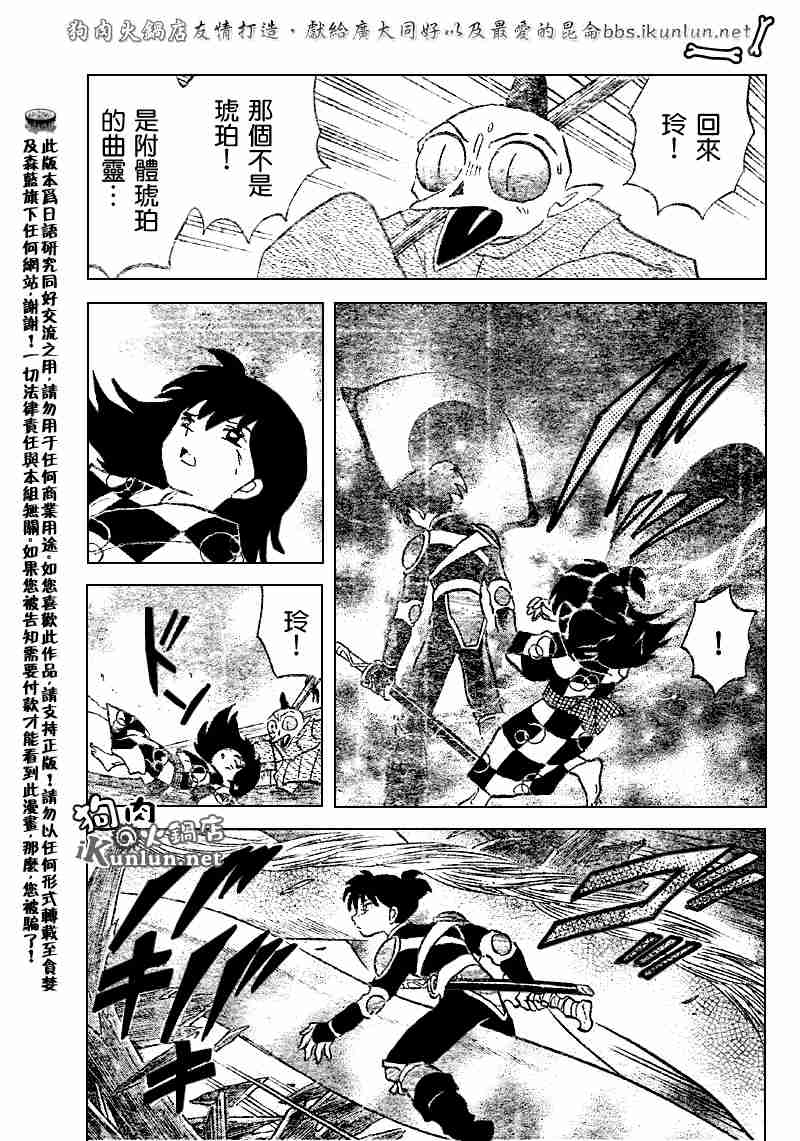 狗肉火鍋店友情打造、獻給廣大同好以及最愛的昆命bbs.ikunlun.net
回來
玲！
那個不是
琥珀！
是附體琥珀
的曲靈…
！
玲！
ドン
狗肉
火鍋店
iKunlun.net
此版本爲日語研究同好交流之用，請勿用于任何商業用途。如您喜歡此作品，請支持正版！請勿以任何形式轉載至貪婪
及森藍旗下任何網站，謝謝！一切法律責任與本組無關。如果您被告知需要付款才能看到此漫畫，那麼，您被騙了！